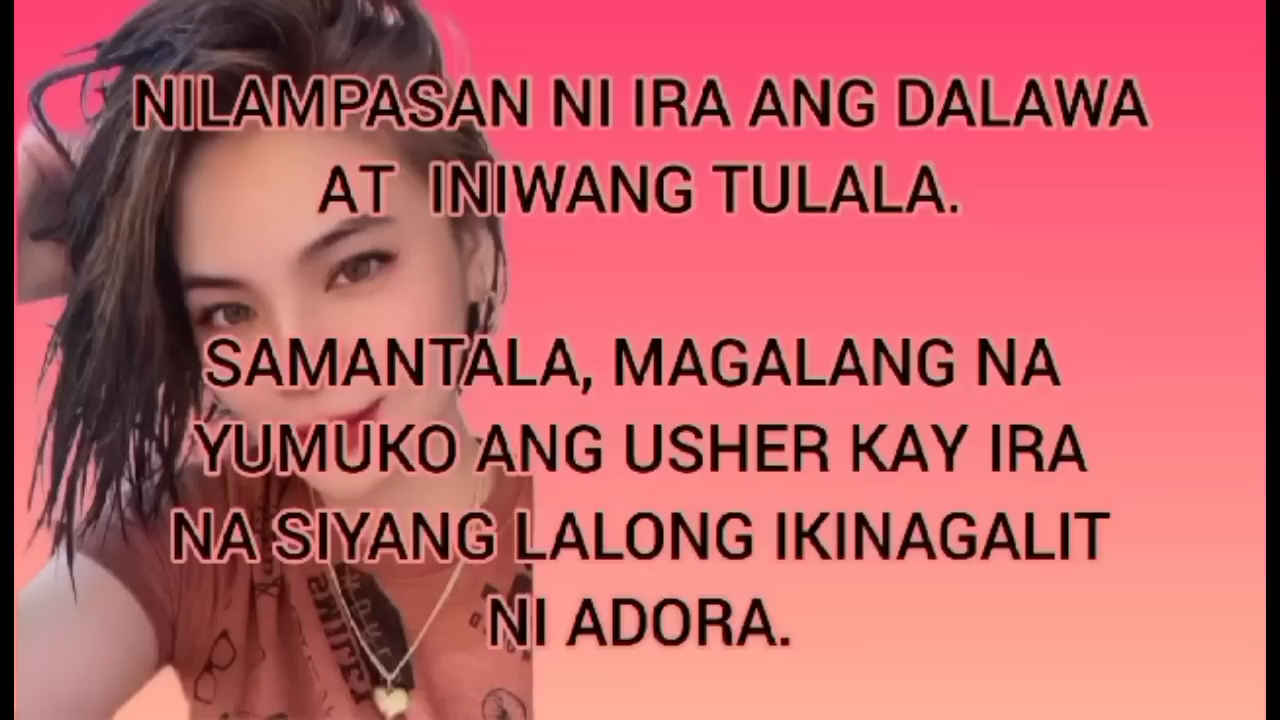 NILAMPASAN NI IRA ANG DALAWA
AT INIWANG TULALA.
SAMANTALA, MAGALANG NA
YUMUKO ANG USHER KAY IRA
NA SIYANG LALONG IKINAGALIT
NI ADORA.